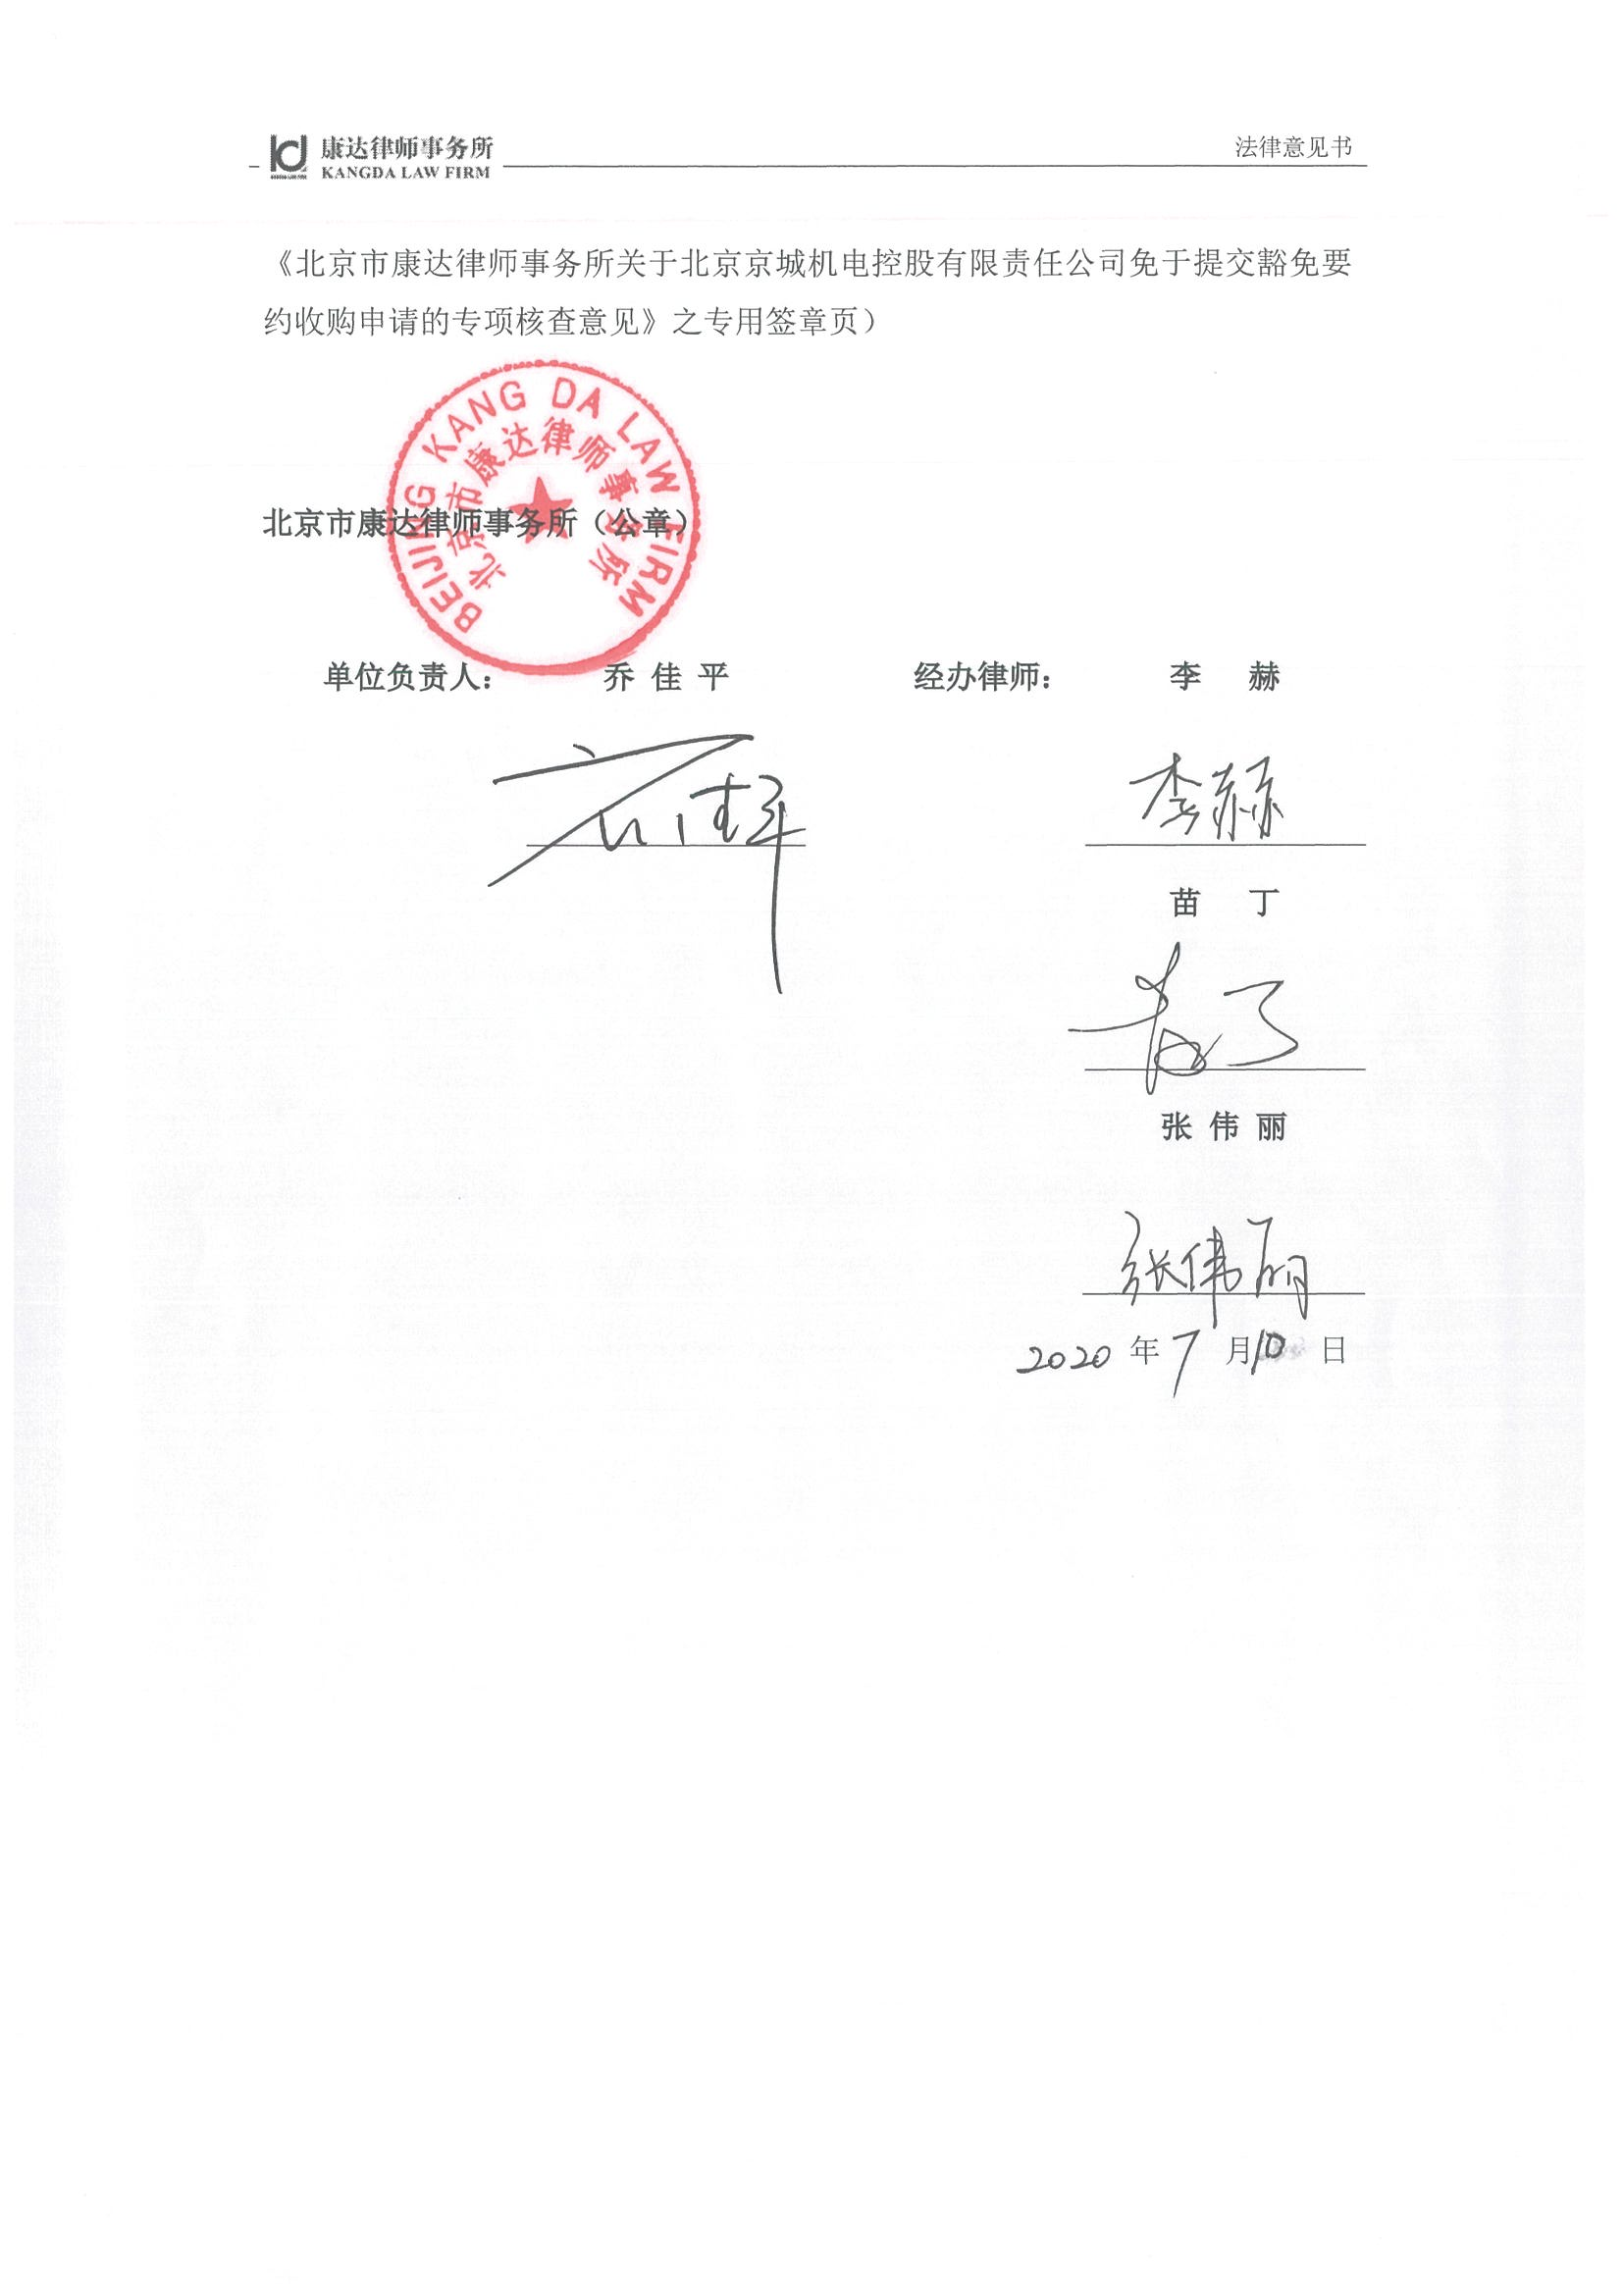 康达律师事务所
KANGDA LAW FIRM
法律意见书
《北京市康达律师事务所关于北京京城机电控股有限责任公司免于提交豁免要
约收购申请的专项核查意见》之专用签章页）
BEIJING KANG DA LAW FIRM
北京市康达律师事务所
北京市康达律师事务所（公章）
单位负责人： 乔 佳 平 经办律师： 李 赫
乔佳平
李赫
苗 丁
苗丁
张 伟 丽
张伟丽
2020 年 7 月 10 日